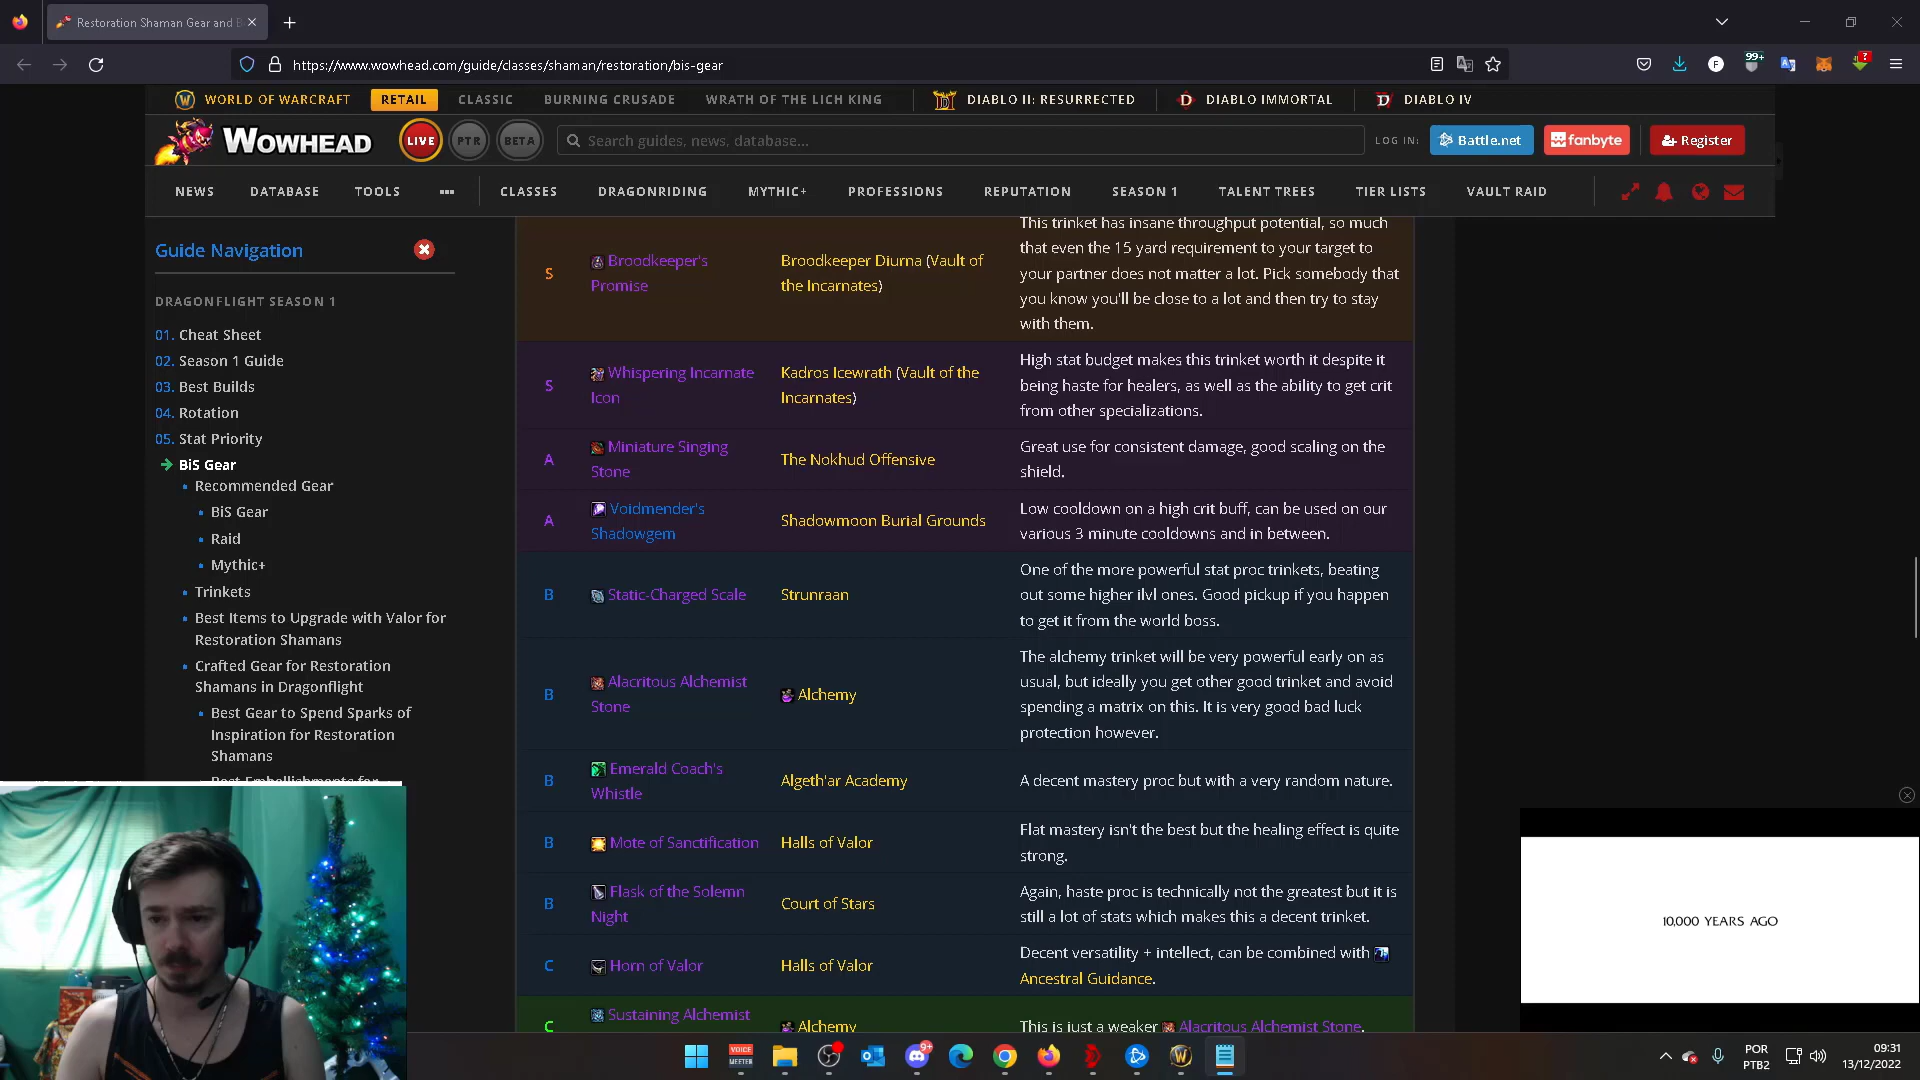 Restoration Shaman Gear and B
https://www.wowhead.com/guide/classes/shaman/restoration/bis-gear
99+
?
WORLD OF WARCRAFT RETAIL CLASSIC BURNING CRUSADE WRATH OF THE LICH KING DIABLO II: RESURRECTED DIABLO IMMORTAL DIABLO IV
WOWHEAD LIVE PTR BETA Search guides, news, database... LOG IN: Battle.net fanbyte Register
NEWS DATABASE TOOLS ••• CLASSES DRAGONRIDING MYTHIC+ PROFESSIONS REPUTATION SEASON 1 TALENT TREES TIER LISTS VAULT RAID
Guide Navigation
DRAGONFLIGHT SEASON 1
01. Cheat Sheet
02. Season 1 Guide
03. Best Builds
04. Rotation
05. Stat Priority
BiS Gear
Recommended Gear
BiS Gear
Raid
Mythic+
Trinkets
Best Items to Upgrade with Valor for
Restoration Shamans
Crafted Gear for Restoration
Shamans in Dragonflight
Best Gear to Spend Sparks of
Inspiration for Restoration
Shamans
Best Embellishments for
This trinket has insane throughput potential, so much
that even the 15 yard requirement to your target to
your partner does not matter a lot. Pick somebody that
you know you'll be close to a lot and then try to stay
with them.
S
Broodkeeper's
Promise
Broodkeeper Diurna (Vault of
the Incarnates)
S
Whispering Incarnate
Icon
Kadros Icewrath (Vault of the
Incarnates)
High stat budget makes this trinket worth it despite it
being haste for healers, as well as the ability to get crit
from other specializations.
A
Miniature Singing
Stone
The Nokhud Offensive
Great use for consistent damage, good scaling on the
shield.
A
Voidmender's
Shadowgem
Shadowmoon Burial Grounds
Low cooldown on a high crit buff, can be used on our
various 3 minute cooldowns and in between.
B
Static-Charged Scale
Strunraan
One of the more powerful stat proc trinkets, beating
out some higher ilvl ones. Good pickup if you happen
to get it from the world boss.
B
Alacritous Alchemist
Stone
Alchemy
The alchemy trinket will be very powerful early on as
usual, but ideally you get other good trinket and avoid
spending a matrix on this. It is very good bad luck
protection however.
B
Emerald Coach's
Whistle
Algeth'ar Academy
A decent mastery proc but with a very random nature.
B
Mote of Sanctification
Halls of Valor
Flat mastery isn't the best but the healing effect is quite
strong.
B
Flask of the Solemn
Night
Court of Stars
Again, haste proc is technically not the greatest but it is
still a lot of stats which makes this a decent trinket.
C
Horn of Valor
Halls of Valor
Decent versatility + intellect, can be combined with
Ancestral Guidance.
C
Sustaining Alchemist
Alchemy
This is just a weaker Alacritous Alchemist Stone.
10,000 YEARS AGO
VOICE
MEETER
9+
POR
PTB2
09:31
13/12/2022